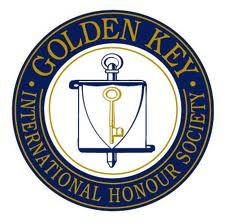 GOLDEN KEY
INTERNATIONAL HONOUR SOCIETY